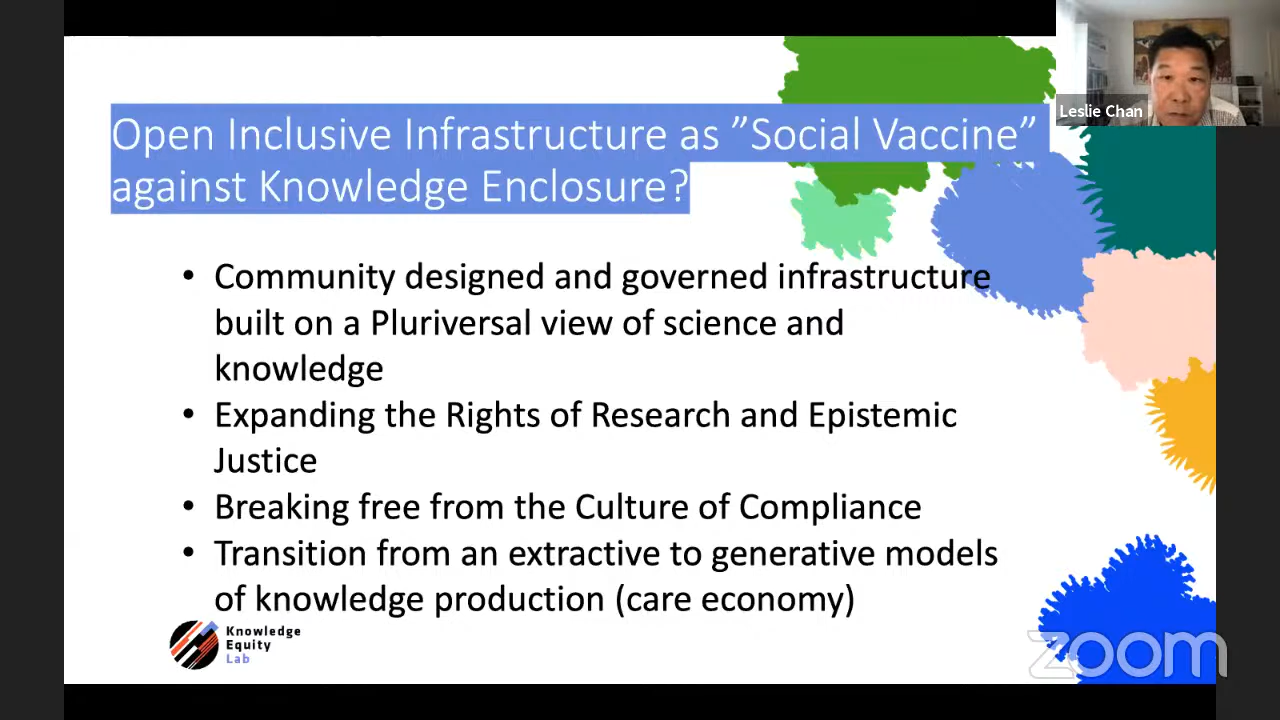 Leslie Chan
Open Inclusive Infrastructure as ”Social Vaccine”
against Knowledge Enclosure?
• Community designed and governed infrastructure
built on a Pluriversal view of science and
knowledge
• Expanding the Rights of Research and Epistemic
Justice
• Breaking free from the Culture of Compliance
• Transition from an extractive to generative models
of knowledge production (care economy)
Knowledge
Equity
Lab
zoom